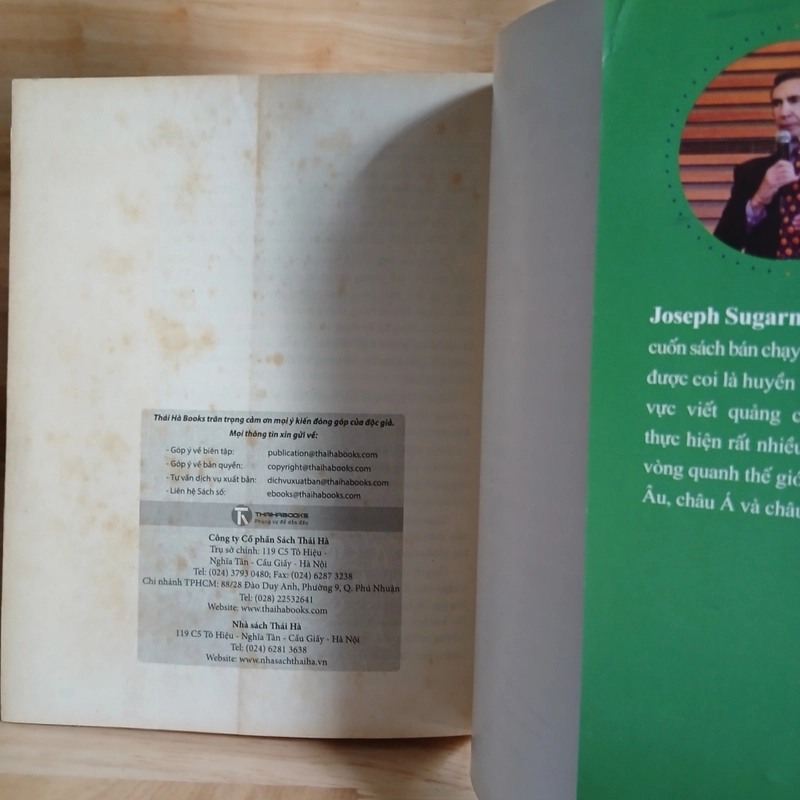 Thái Hà Books trân trọng cảm ơn mọi ý kiến đóng góp của độc giả.
Mọi thông tin xin gửi về:
- Góp ý về biên tập: publication@thaihabooks.com
- Góp ý về bản quyền: copyright@thaihabooks.com
- Tư vấn dịch vụ xuất bản: dichvuxuatban@thaihabooks.com
- Liên hệ Sách số: ebooks@thaihabooks.com
THAIHABOOKS
Phụng sự để dẫn đầu
Công ty Cổ phần Sách Thái Hà
Trụ sở chính: 119 C5 Tô Hiệu -
Nghĩa Tân - Cầu Giấy - Hà Nội
Tel: (024) 3793 0480; Fax: (024) 6287 3238
Chi nhánh TPHCM: 88/28 Đào Duy Anh, Phường 9, Q. Phú Nhuận
Tel: (028) 22532641
Website: www.thaihabooks.com
Nhà sách Thái Hà
119 C5 Tô Hiệu - Nghĩa Tân - Cầu Giấy - Hà Nội
Tel: (024) 6281 3638
Website: www.nhasachthaiha.vn
Joseph Sugarm
cuốn sách bán chạy
được coi là huyền
vực viết quảng c
thực hiện rất nhiều
vòng quanh thế giớ
Âu, châu Á và châu